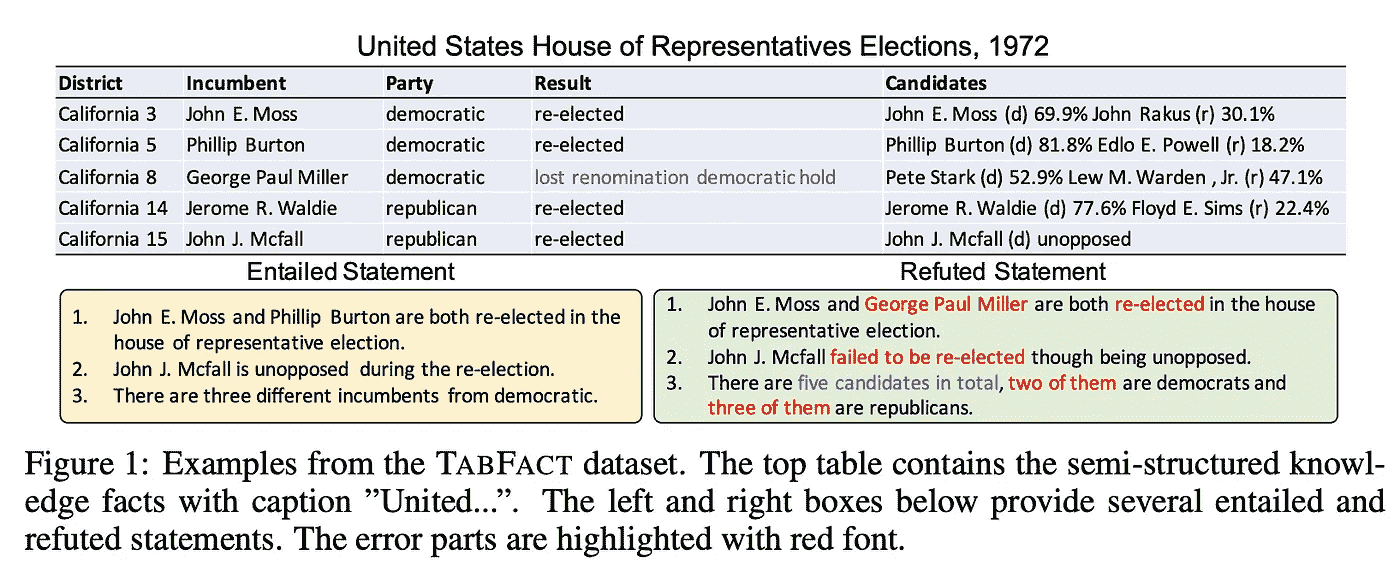 United States House of Representatives Elections, 1972
District Incumbent Party Result Candidates
California 3 John E. Moss democratic re-elected John E. Moss (d) 69.9% John Rakus (r) 30.1%
California 5 Phillip Burton democratic re-elected Phillip Burton (d) 81.8% Edlo E. Powell (r) 18.2%
California 8 George Paul Miller democratic lost renomination democratic hold Pete Stark (d) 52.9% Lew M. Warden , Jr. (r) 47.1%
California 14 Jerome R. Waldie republican re-elected Jerome R. Waldie (d) 77.6% Floyd E. Sims (r) 22.4%
California 15 John J. Mcfall republican re-elected John J. Mcfall (d) unopposed
Entailed Statement
1. John E. Moss and Phillip Burton are both re-elected in the
house of representative election.
2. John J. Mcfall is unopposed during the re-election.
3. There are three different incumbents from democratic.
Refuted Statement
1. John E. Moss and George Paul Miller are both re-elected in the house
of representative election.
2. John J. Mcfall failed to be re-elected though being unopposed.
3. There are five candidates in total, two of them are democrats and
three of them are republicans.
Figure 1: Examples from the TABFACT dataset. The top table contains the semi-structured knowl-
edge facts with caption ”United...”. The left and right boxes below provide several entailed and
refuted statements. The error parts are highlighted with red font.